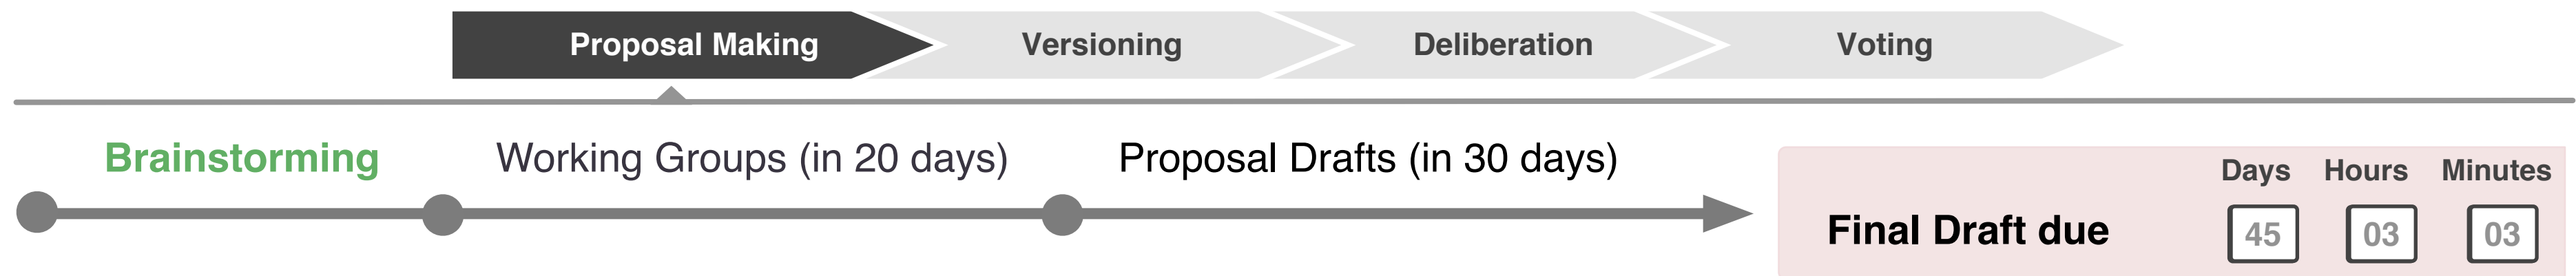 Proposal Making Versioning Deliberation Voting
Brainstorming Working Groups (in 20 days) Proposal Drafts (in 30 days)
Days Hours Minutes
Final Draft due 45 03 03